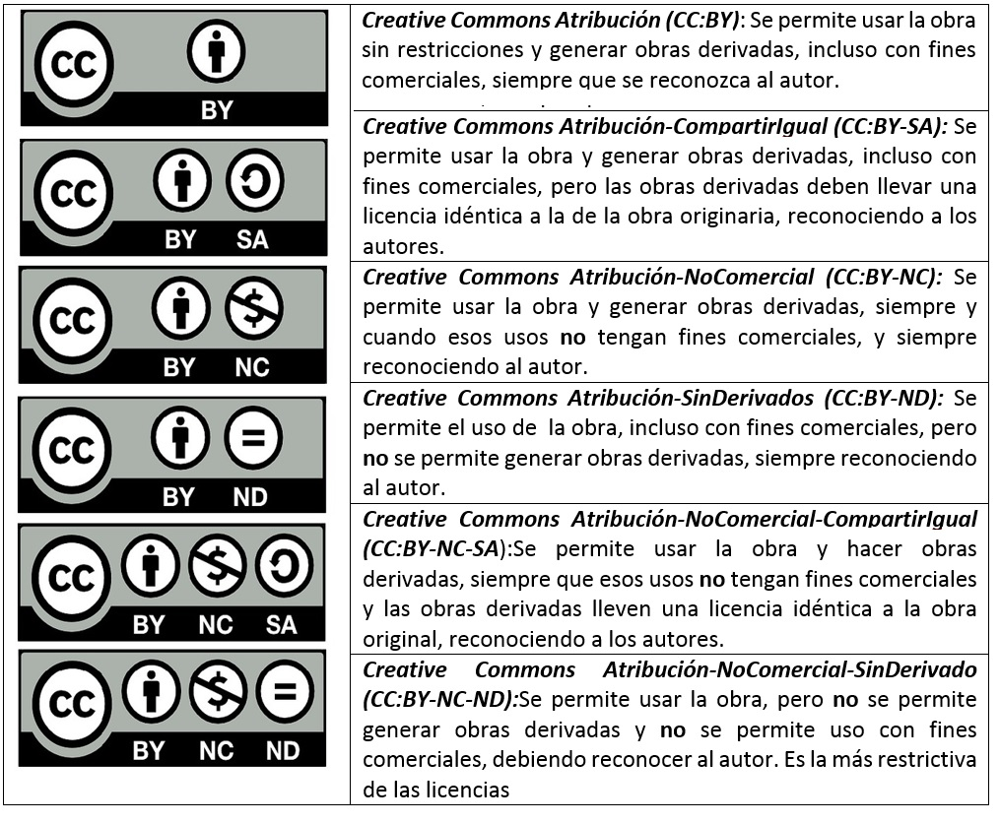 cc
BY
Creative Commons Atribución (CC:BY): Se permite usar la obra
sin restricciones y generar obras derivadas, incluso con fines
comerciales, siempre que se reconozca al autor.
cc
BY SA
Creative Commons Atribución-CompartirIgual (CC:BY-SA): Se
permite usar la obra y generar obras derivadas, incluso con
fines comerciales, pero las obras derivadas deben llevar una
licencia idéntica a la de la obra originaria, reconociendo a los
autores.
cc
BY NC
Creative Commons Atribución-NoComercial (CC:BY-NC): Se
permite usar la obra y generar obras derivadas, siempre y
cuando esos usos no tengan fines comerciales, y siempre
reconociendo al autor.
cc
BY ND
Creative Commons Atribución-SinDerivados (CC:BY-ND): Se
permite el uso de la obra, incluso con fines comerciales, pero
no se permite generar obras derivadas, siempre reconociendo
al autor.
cc
BY NC SA
Creative Commons Atribución-NoComercial-CompartirIgual
(CC:BY-NC-SA):Se permite usar la obra y hacer obras
derivadas, siempre que esos usos no tengan fines comerciales
y las obras derivadas lleven una licencia idéntica a la obra
original, reconociendo a los autores.
cc
BY NC ND
Creative Commons Atribución-NoComercial-SinDerivado
(CC:BY-NC-ND):Se permite usar la obra, pero no se permite
generar obras derivadas y no se permite uso con fines
comerciales, debiendo reconocer al autor. Es la más restrictiva
de las licencias